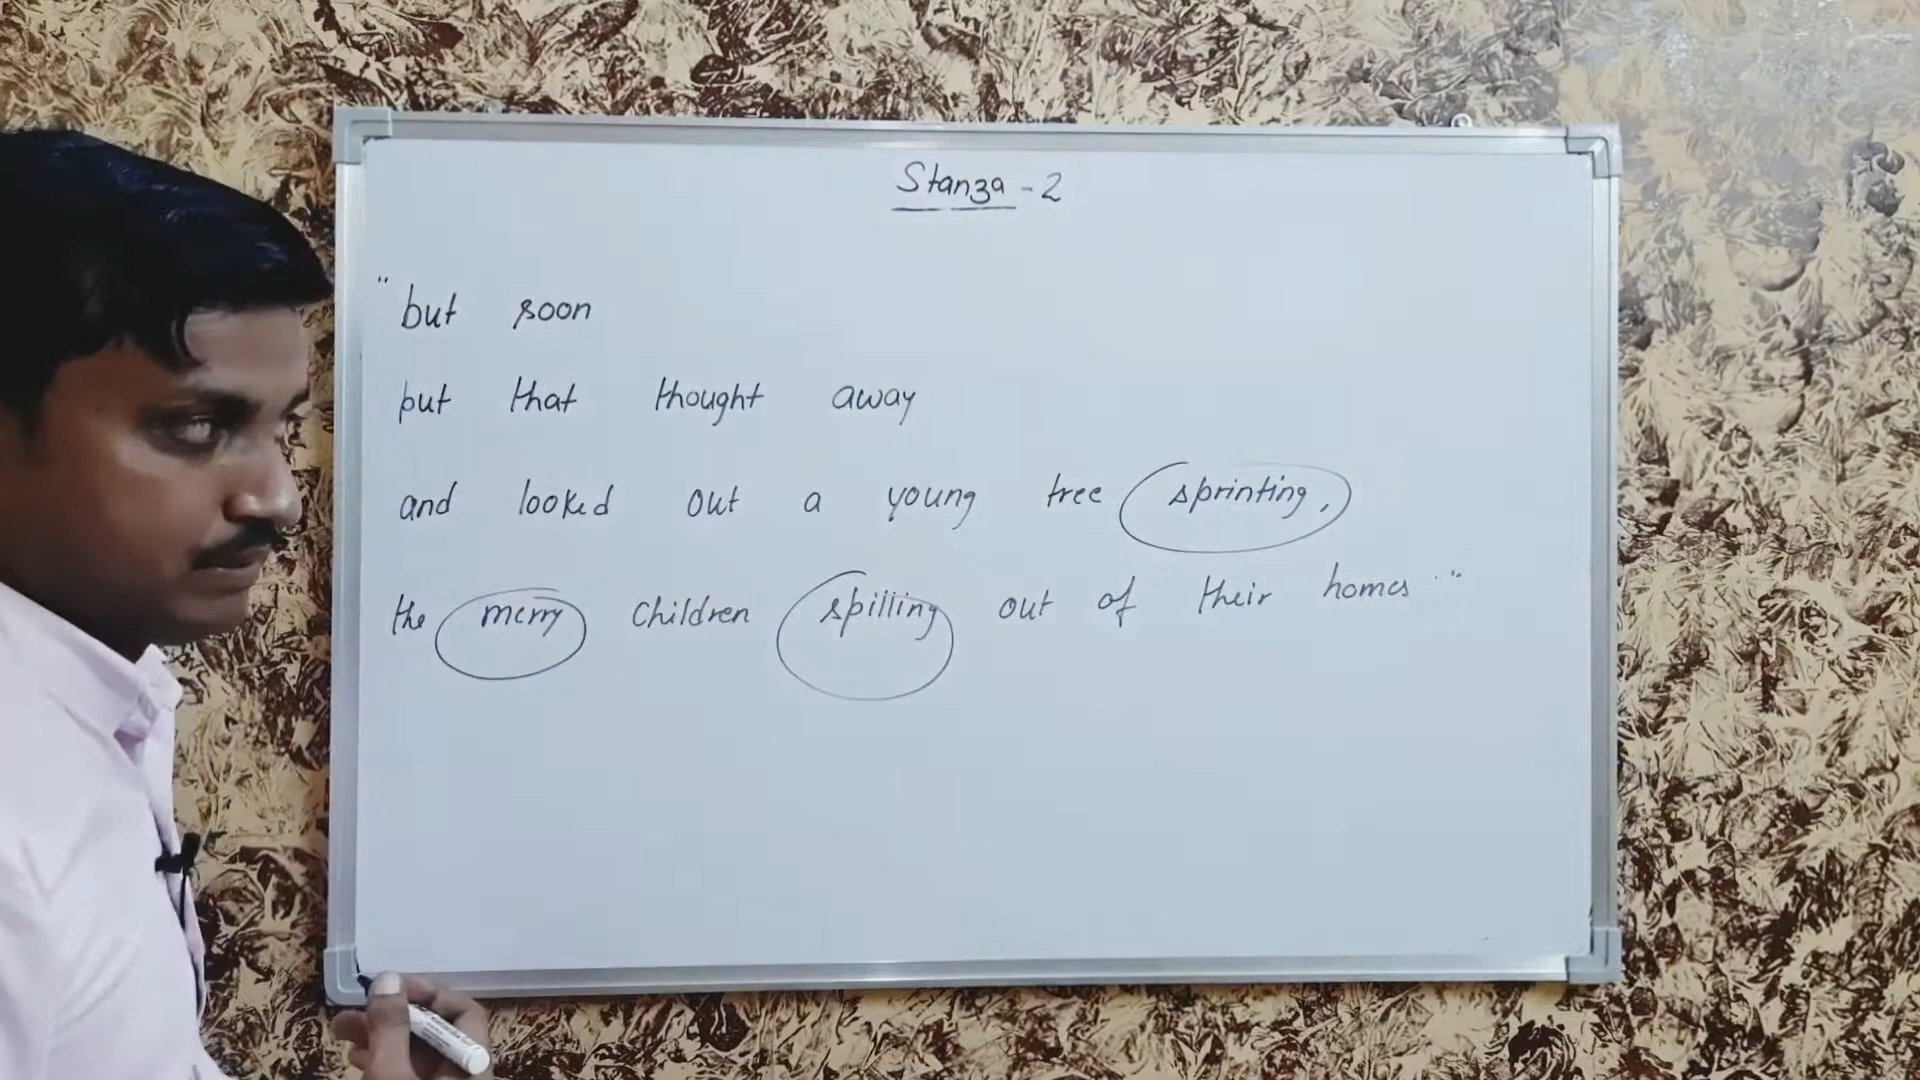 Stanza - 2
"but soon
put that thought away
and looked out a young tree sprinting,
the merry children spilling out of their homes.."